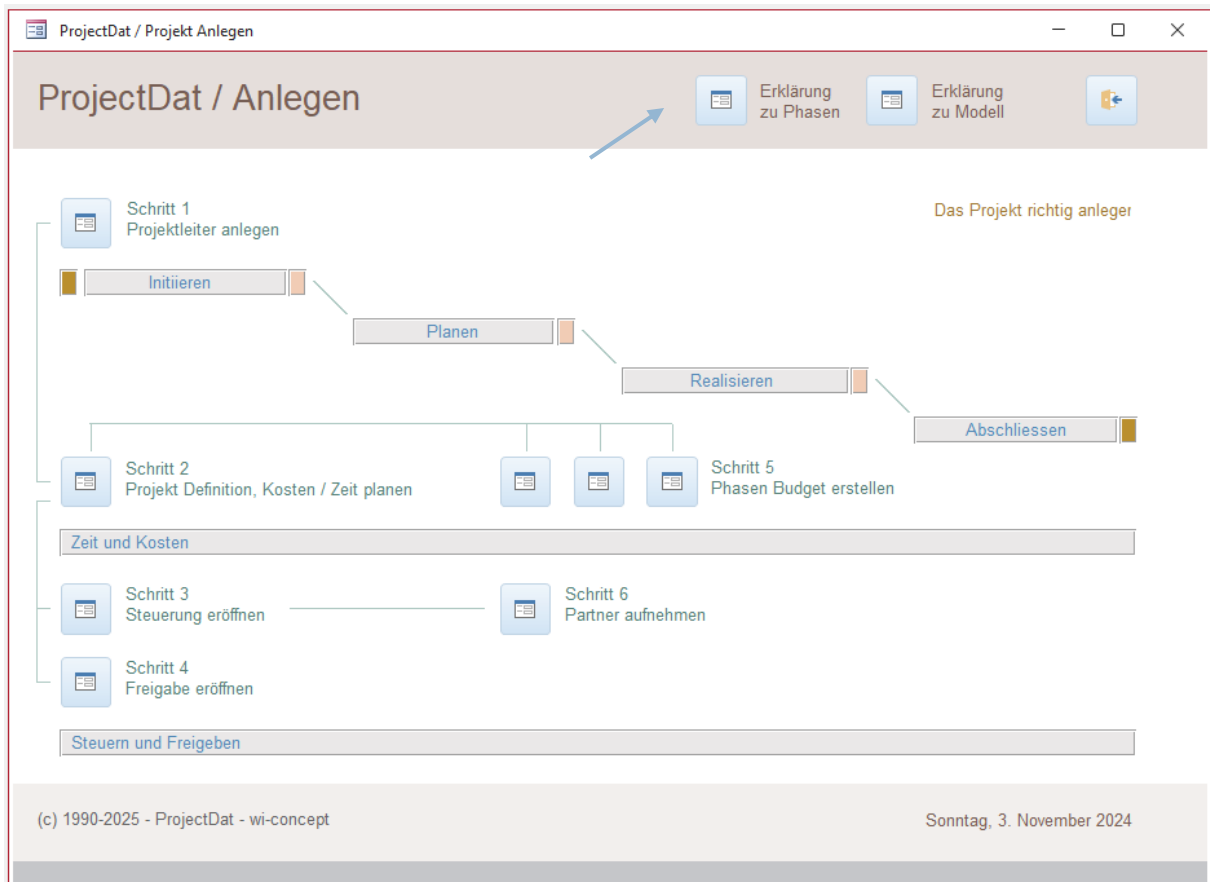 ProjectDat / Projekt Anlegen
ProjectDat / Anlegen
Erklärung
zu Phasen
Erklärung
zu Modell
Schritt 1
Projektleiter anlegen
Das Projekt richtig anleger
Initiieren
Planen
Realisieren
Abschliessen
Schritt 2
Projekt Definition, Kosten / Zeit planen
Schritt 5
Phasen Budget erstellen
Zeit und Kosten
Schritt 3
Steuerung eröffnen
Schritt 6
Partner aufnehmen
Schritt 4
Freigabe eröffnen
Steuern und Freigeben
(c) 1990-2025 - ProjectDat - wi-concept
Sonntag, 3. November 2024